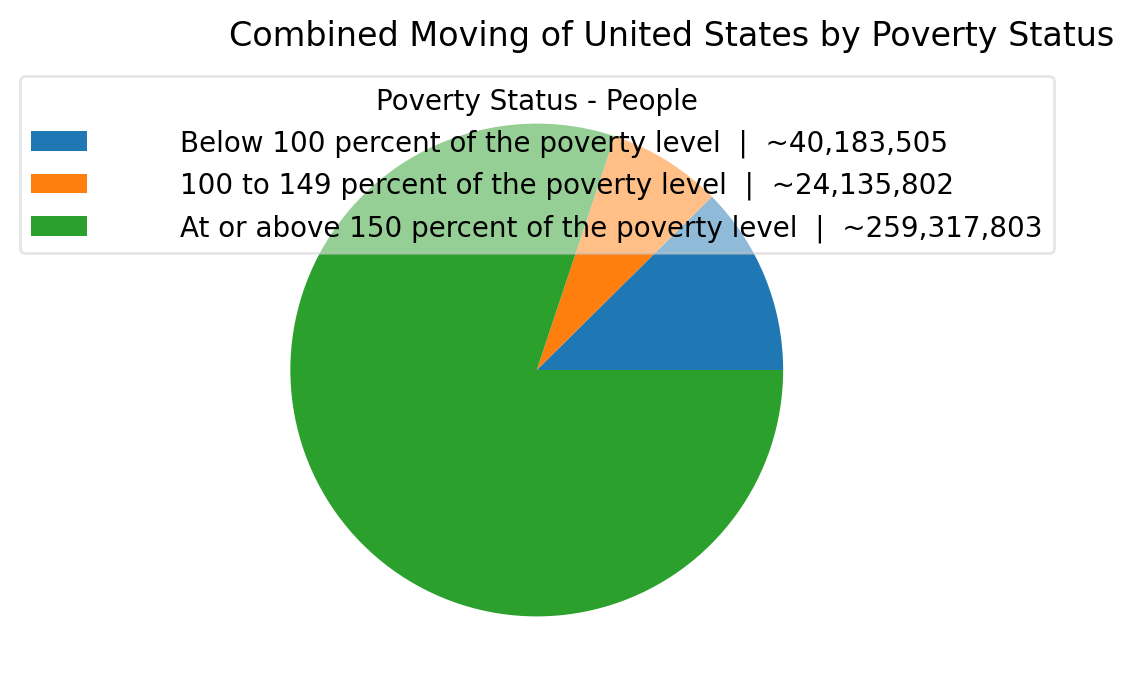 Combined Moving of United States by Poverty Status
Poverty Status - People
Below 100 percent of the poverty level | ~40,183,505
100 to 149 percent of the poverty level | ~24,135,802
At or above 150 percent of the poverty level | ~259,317,803